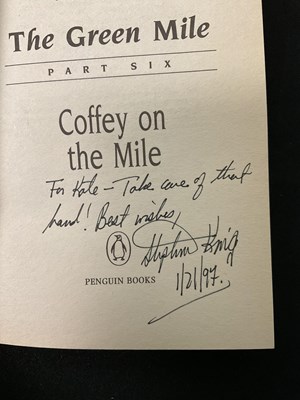 The Green Mile
PART SIX
Coffey on
the Mile
For Kate – Take care of that
hand! Best wishes,
Stephen King
PENGUIN BOOKS
1/21/97.